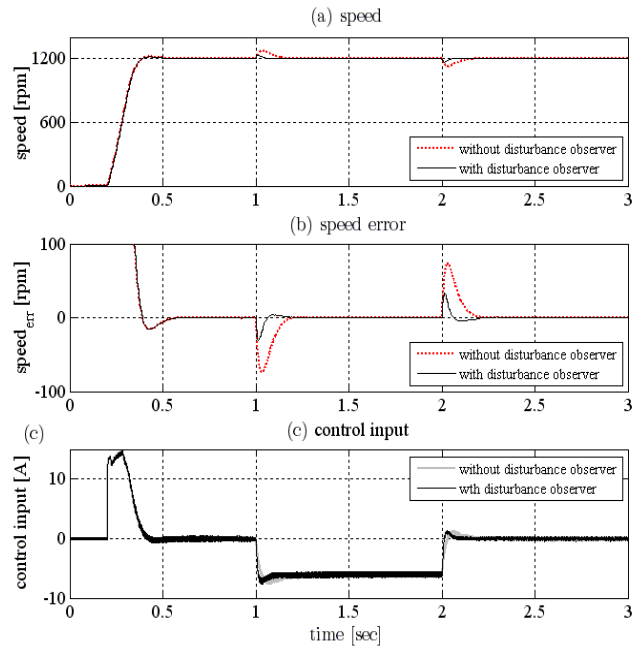 (a) speed
speed [rpm]
1200
600
0
without disturbance observer
with disturbance observer
0
0.5
1
1.5
2
2.5
3
(b) speed error
speed_err [rpm]
100
0
-100
without disturbance observer
with disturbance observer
0
0.5
1
1.5
2
2.5
3
(c)
(c) control input
control input [A]
10
0
-10
without disturbance observer
wth disturbance observer
0
0.5
1
1.5
2
2.5
3
time [sec]